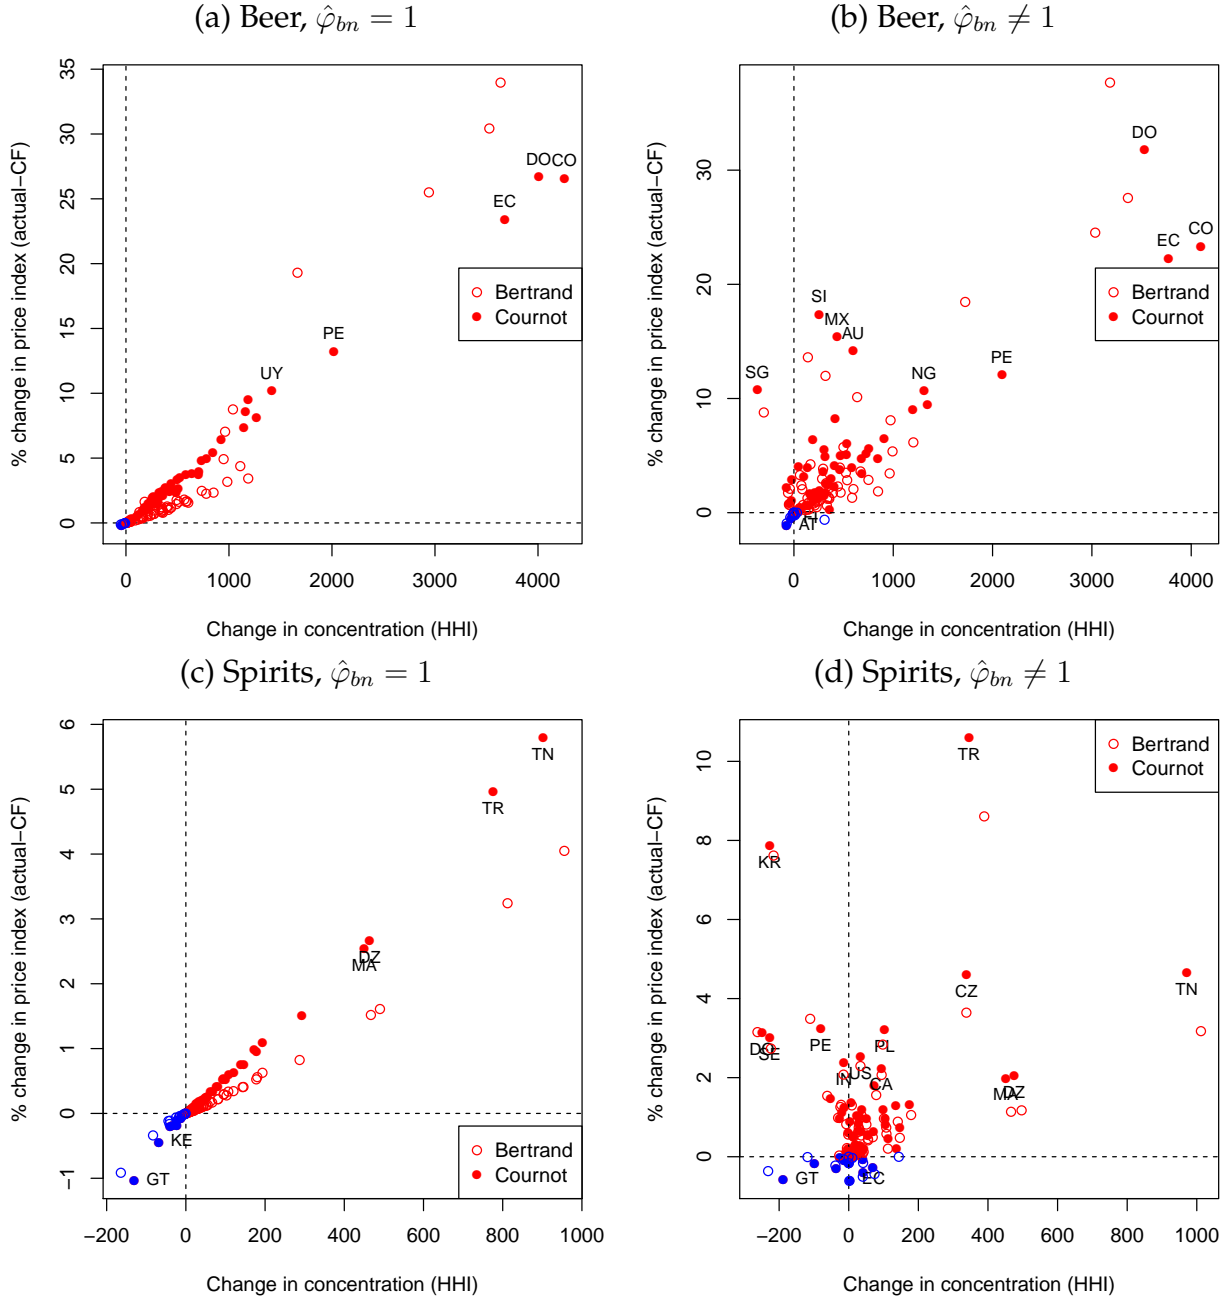 (a) Beer, φ̂bn = 1
% change in price index (actual−CF)
35
30
25
20
15
10
5
0
DO CO
EC
PE
UY
Bertrand
Cournot
0 1000 2000 3000 4000
Change in concentration (HHI)
(b) Beer, φ̂bn ≠ 1
% change in price index (actual−CF)
30
20
10
0
DO
CO
EC
SI
MX
AU
SG
NG
PE
AT
Bertrand
Cournot
0 1000 2000 3000 4000
Change in concentration (HHI)
(c) Spirits, φ̂bn = 1
% change in price index (actual−CF)
6
5
4
3
2
1
0
−1
TN
TR
DZ
MA
KE
GT
Bertrand
Cournot
−200 0 200 400 600 800 1000
Change in concentration (HHI)
(d) Spirits, φ̂bn ≠ 1
% change in price index (actual−CF)
10
8
6
4
2
0
TR
KR
CZ
TN
DO
SE
PE
PL
IN
US
CA
MA
DZ
GT
EC
Bertrand
Cournot
−200 0 200 400 600 800 1000
Change in concentration (HHI)